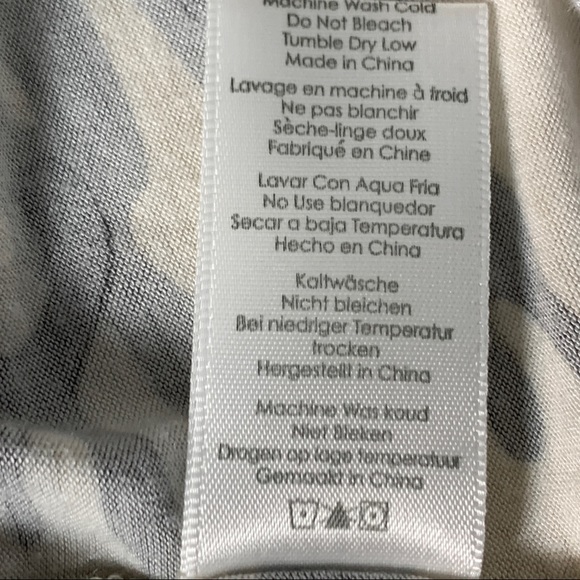 Machine Wash Cold
Do Not Bleach
Tumble Dry Low
Made in China
Lavage en machine à froid
Ne pas blanchir
Sèche-linge doux
Fabriqué en Chine
Lavar Con Aqua Fria
No Use blanquedor
Secar a baja Temperatura
Hecho en China
Kaltwäsche
Nicht bleichen
Bei niedriger Temperatur
trocken
Hergestellt in China
Machine Was koud
Niet Bleken
Drogen op lage temperatuur
Gemaakt in China